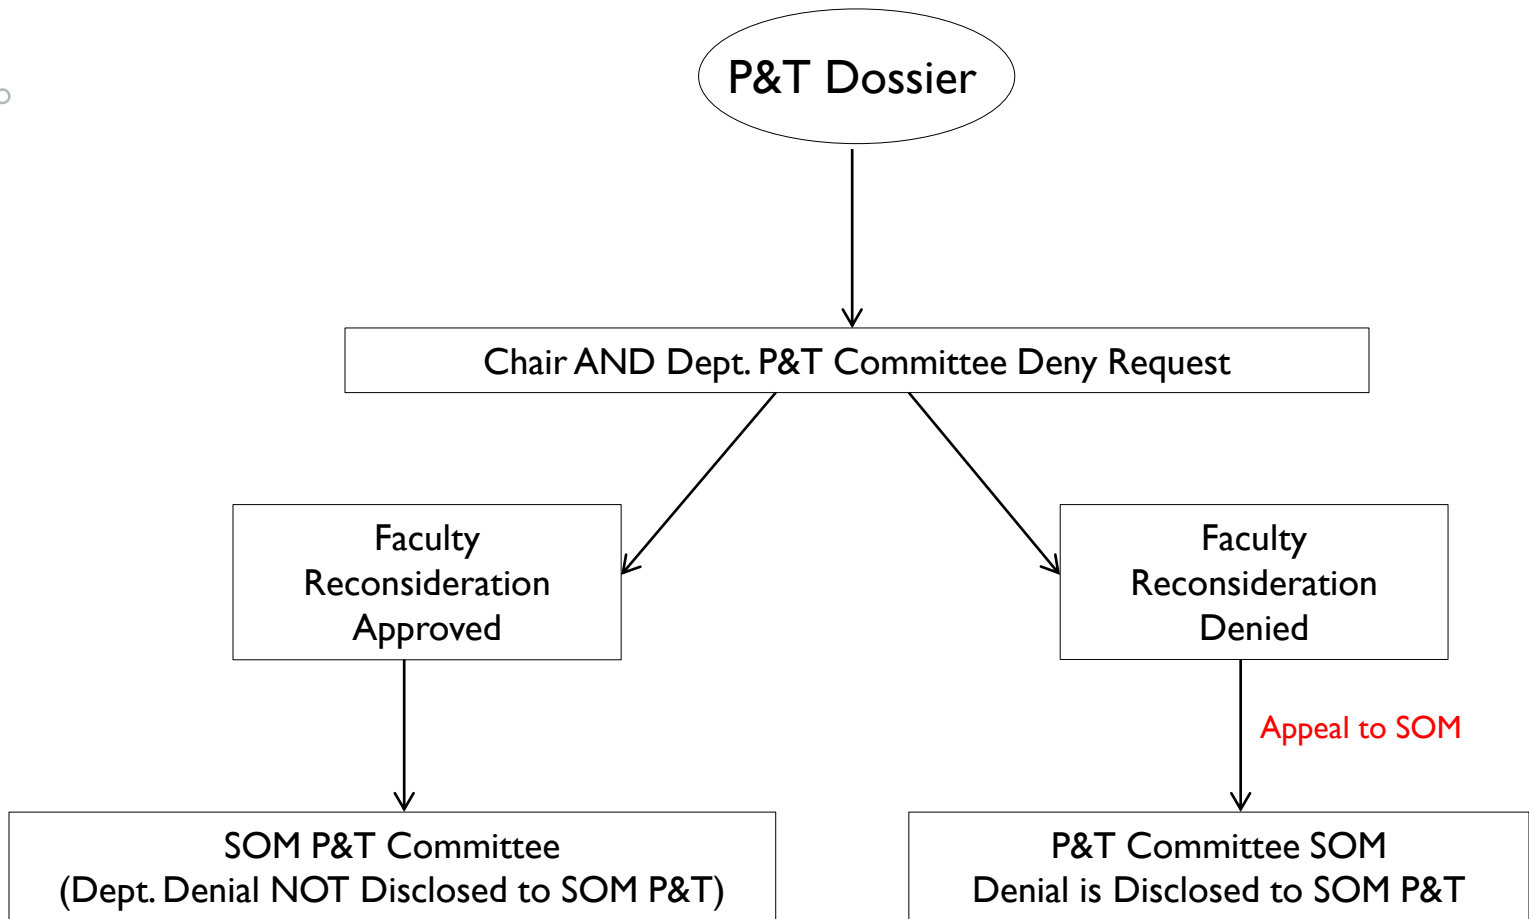 P&T Dossier
Chair AND Dept. P&T Committee Deny Request
Faculty
Reconsideration
Approved
Faculty
Reconsideration
Denied
Appeal to SOM
SOM P&T Committee
(Dept. Denial NOT Disclosed to SOM P&T)
P&T Committee SOM
Denial is Disclosed to SOM P&T